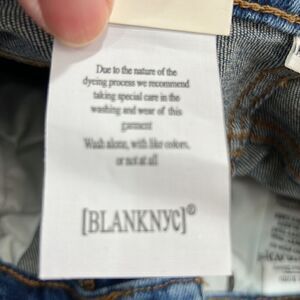 Due to the nature of the
dyeing process we recommend
taking special care in the
washing and wear of this
garment
Wash alone, with like colors,
or not at all
[BLANKNYC]®